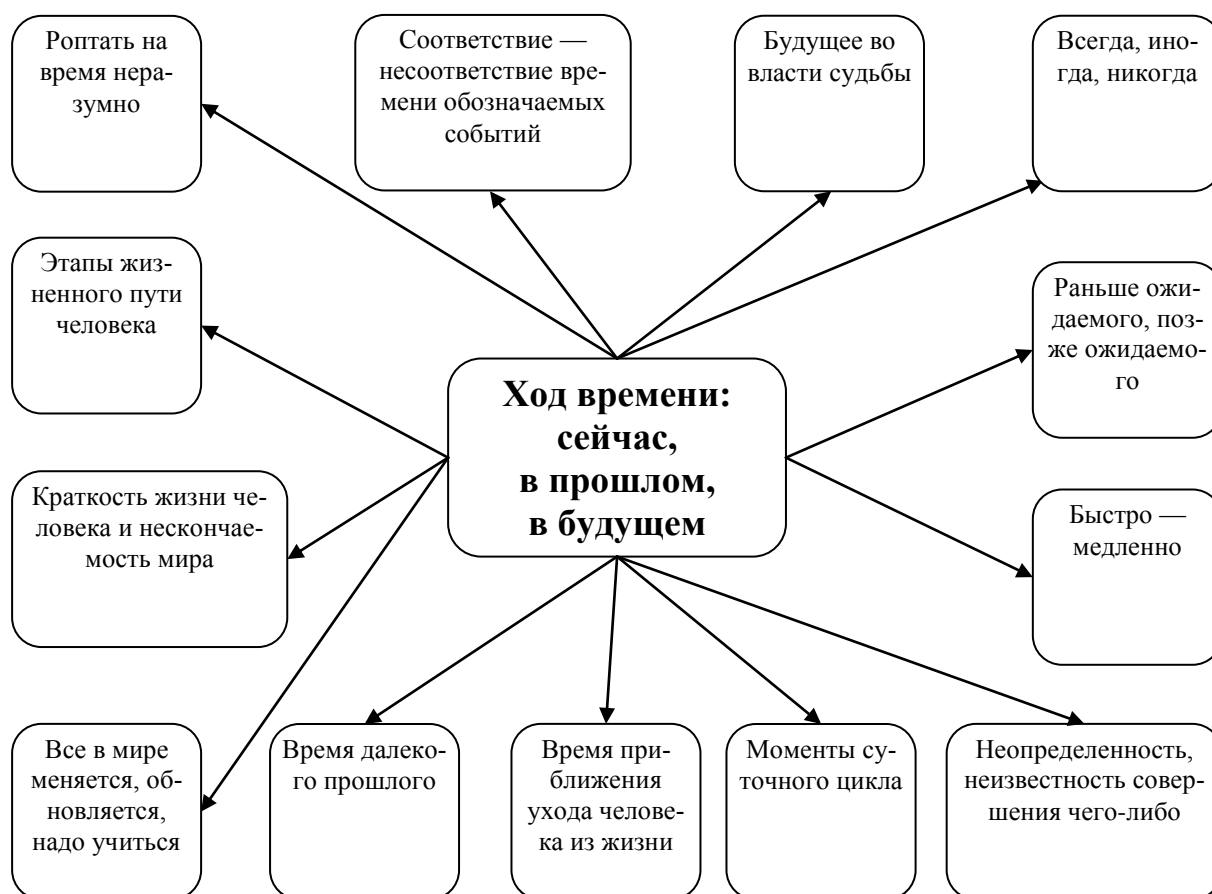 Роптать на
время нера-
зумно
Соответствие —
несоответствие вре-
мени обозначаемых
событий
Будущее во
власти судьбы
Всегда, ино-
гда, никогда
Этапы жиз-
ненного пути
человека
Раньше ожи-
даемого, поз-
же ожидаемо-
го
Ход времени:
сейчас,
в прошлом,
в будущем
Краткость жизни че-
ловека и нескончае-
мость мира
Быстро —
медленно
Все в мире
меняется, об-
новляется,
надо учиться
Время далеко-
го прошлого
Время при-
ближения
ухода челове-
ка из жизни
Моменты су-
точного цикла
Неопределенность,
неизвестность совер-
шения чего-либо